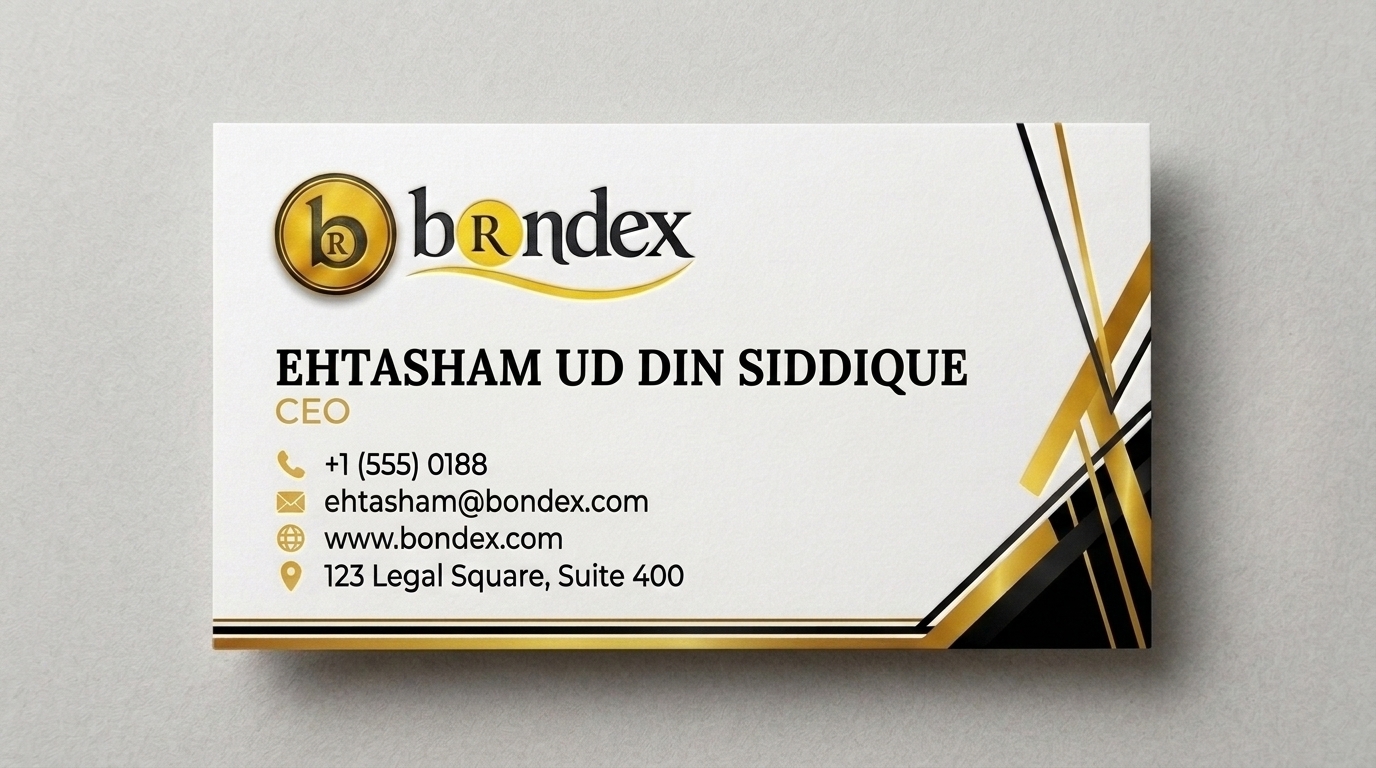 bR
bRndex
EHTASHAM UD DIN SIDDIQUE
CEO
+1 (555) 0188
ehtasham@bondex.com
www.bondex.com
123 Legal Square, Suite 400